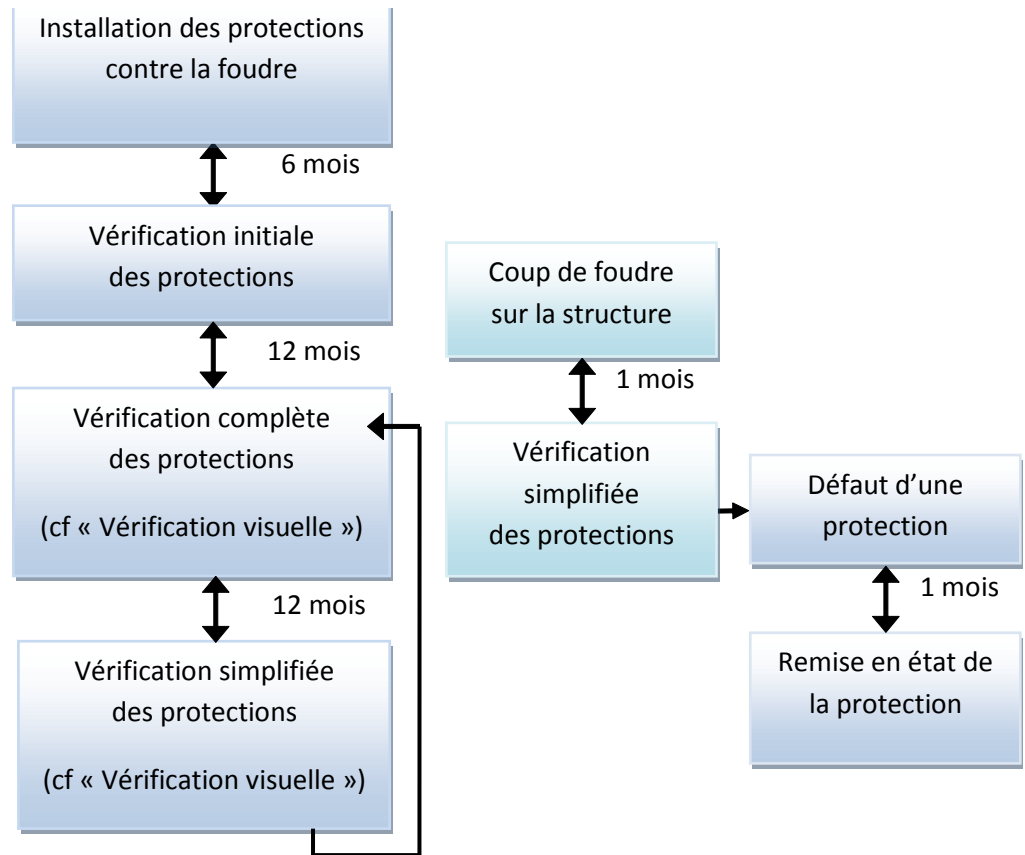 Installation des protections
contre la foudre
6 mois
Vérification initiale
des protections
12 mois
Vérification complète
des protections
(cf « Vérification visuelle »)
12 mois
Vérification simplifiée
des protections
(cf « Vérification visuelle »)
Coup de foudre
sur la structure
1 mois
Vérification
simplifiée
des protections
Défaut d’une
protection
1 mois
Remise en état de
la protection